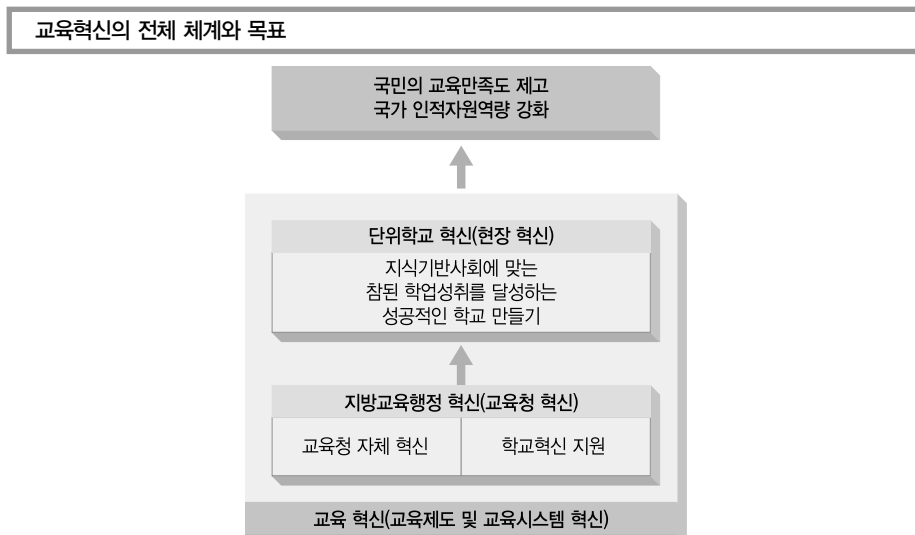 교육혁신의 전체 체계와 목표
국민의 교육만족도 제고
국가 인적자원역량 강화
단위학교 혁신(현장 혁신)
지식기반사회에 맞는
참된 학업성취를 달성하는
성공적인 학교 만들기
지방교육행정 혁신(교육청 혁신)
교육청 자체 혁신
학교혁신 지원
교육 혁신(교육제도 및 교육시스템 혁신)